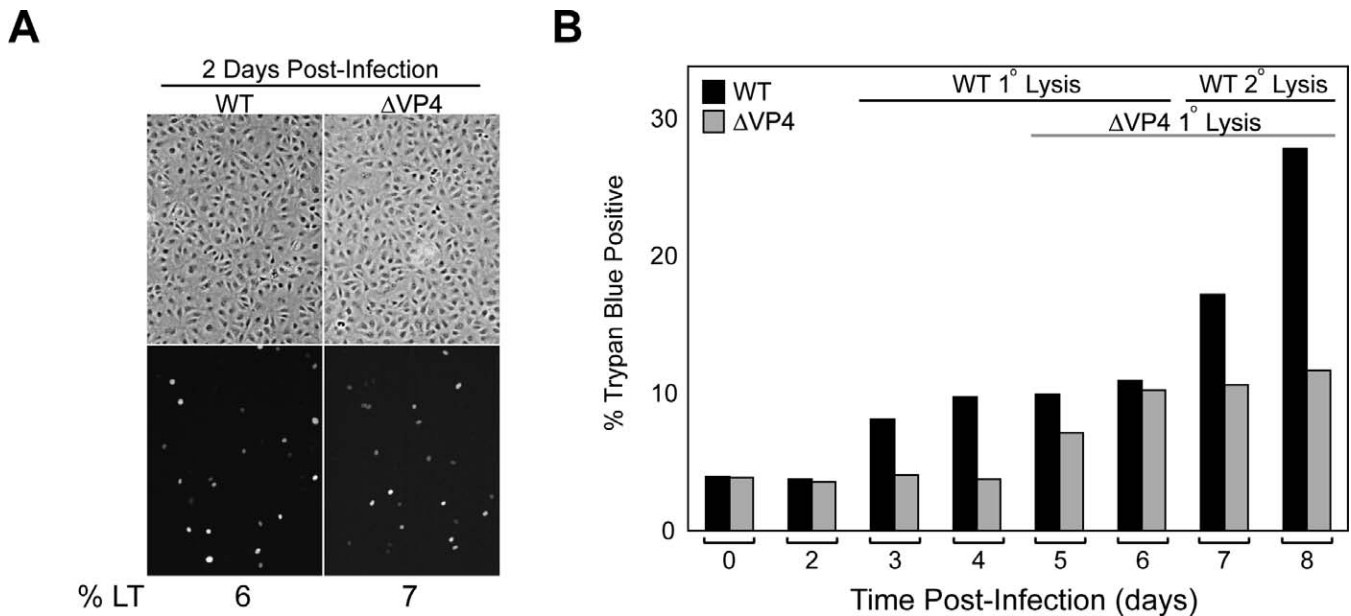 A
2 Days Post-Infection
WT ΔVP4
% LT 6 7
B
WT
ΔVP4
WT 1° Lysis WT 2° Lysis
ΔVP4 1° Lysis
% Trypan Blue Positive
30
20
10
0
0 2 3 4 5 6 7 8
Time Post-Infection (days)